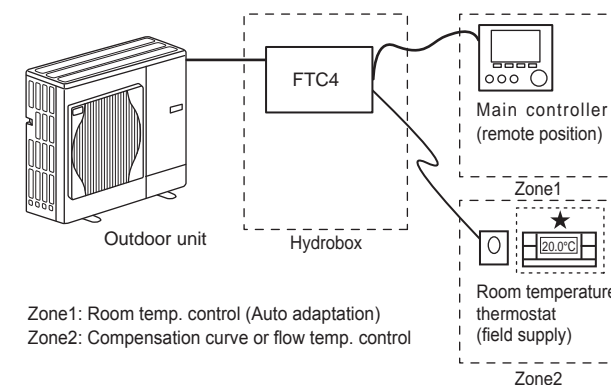 FTC4
Main controller
(remote position)
Zone1
Outdoor unit
Hydrobox
20.0°C
Room temperature
thermostat
(field supply)
Zone2
Zone1: Room temp. control (Auto adaptation)
Zone2: Compensation curve or flow temp. control